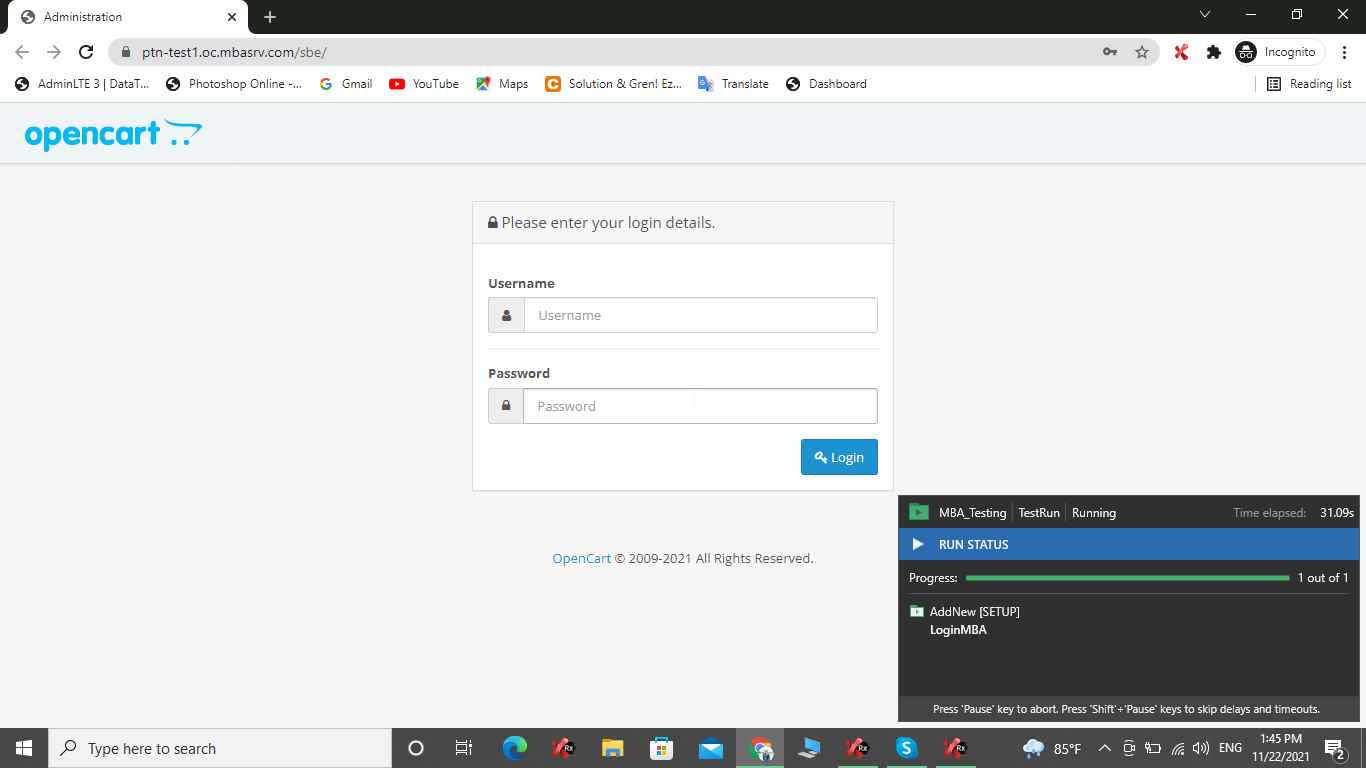 Administration
ptn-test1.oc.mbasrv.com/sbe/
Incognito
AdminLTE 3 | DataT...
Photoshop Online -...
Gmail
YouTube
Maps
Solution & Gren! Ez...
Translate
Dashboard
Reading list
opencart
Please enter your login details.
Username
Username
Password
Password
Login
OpenCart © 2009-2021 All Rights Reserved.
MBA_Testing TestRun Running Time elapsed: 31.09s
RUN STATUS
Progress: 1 out of 1
AddNew [SETUP]
LoginMBA
Press 'Pause' key to abort. Press 'Shift'+'Pause' keys to skip delays and timeouts.
Type here to search
Rx
Rx
Rx
85°F
ENG
1:45 PM
11/22/2021
2